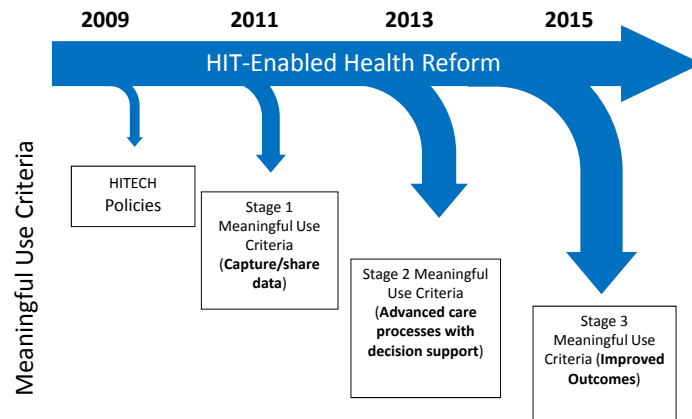 2009
2011
2013
2015
HIT-Enabled Health Reform
Meaningful Use Criteria
HITECH
Policies
Stage 1
Meaningful Use
Criteria
(Capture/share
data)
Stage 2 Meaningful
Use Criteria
(Advanced care
processes with
decision support)
Stage 3
Meaningful Use
Criteria (Improved
Outcomes)